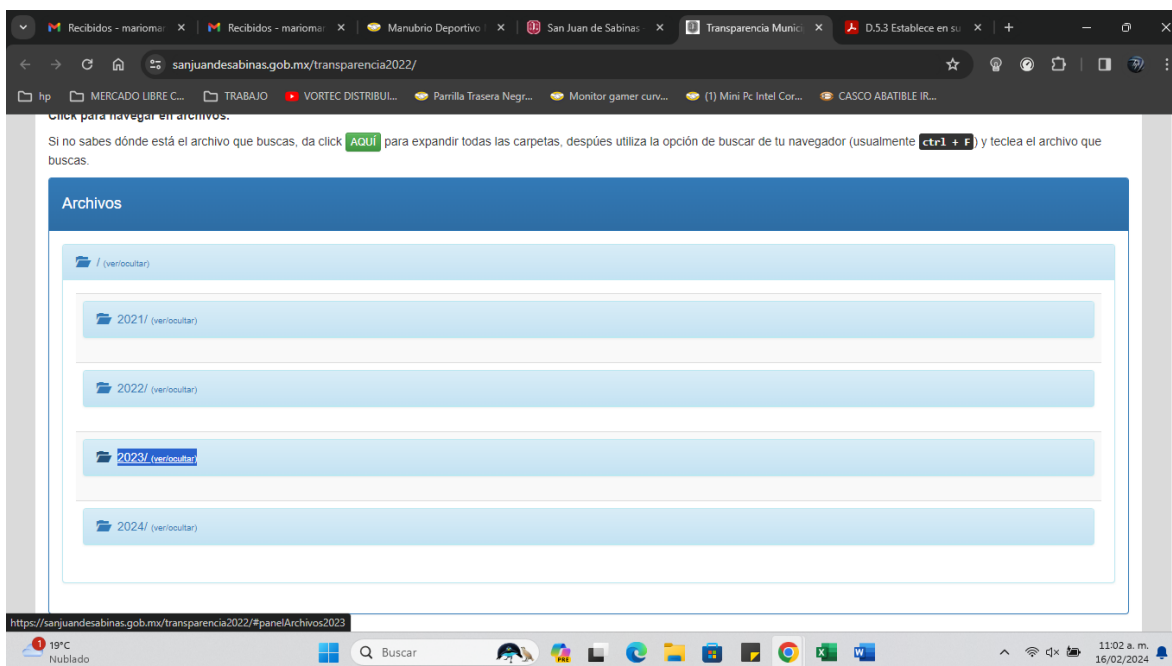 Recibidos - mariomar
Recibidos - mariomar
Manubrio Deportivo
San Juan de Sabinas
Transparencia Munici
D.5.3 Establece en su
sanjuandesabinas.gob.mx/transparencia2022/
hp
MERCADO LIBRE C...
TRABAJO
VORTEC DISTRIBUI...
Parrilla Trasera Negr...
Monitor gamer curv...
(1) Mini Pc Intel Cor...
CASCO ABATIBLE IR...
Click para navegar en archivos:
Si no sabes dónde está el archivo que buscas, da click AQUÍ para expandir todas las carpetas, despúes utiliza la opción de buscar de tu navegador (usualmente ctrl + F) y teclea el archivo que
buscas.
Archivos
/ (ver/ocultar)
2021/ (ver/ocultar)
2022/ (ver/ocultar)
2023/ (ver/ocultar)
2024/ (ver/ocultar)
https://sanjuandesabinas.gob.mx/transparencia2022/#panelArchivos2023
1
19°C
Nublado
Buscar
PRE
11:02 a. m.
16/02/2024